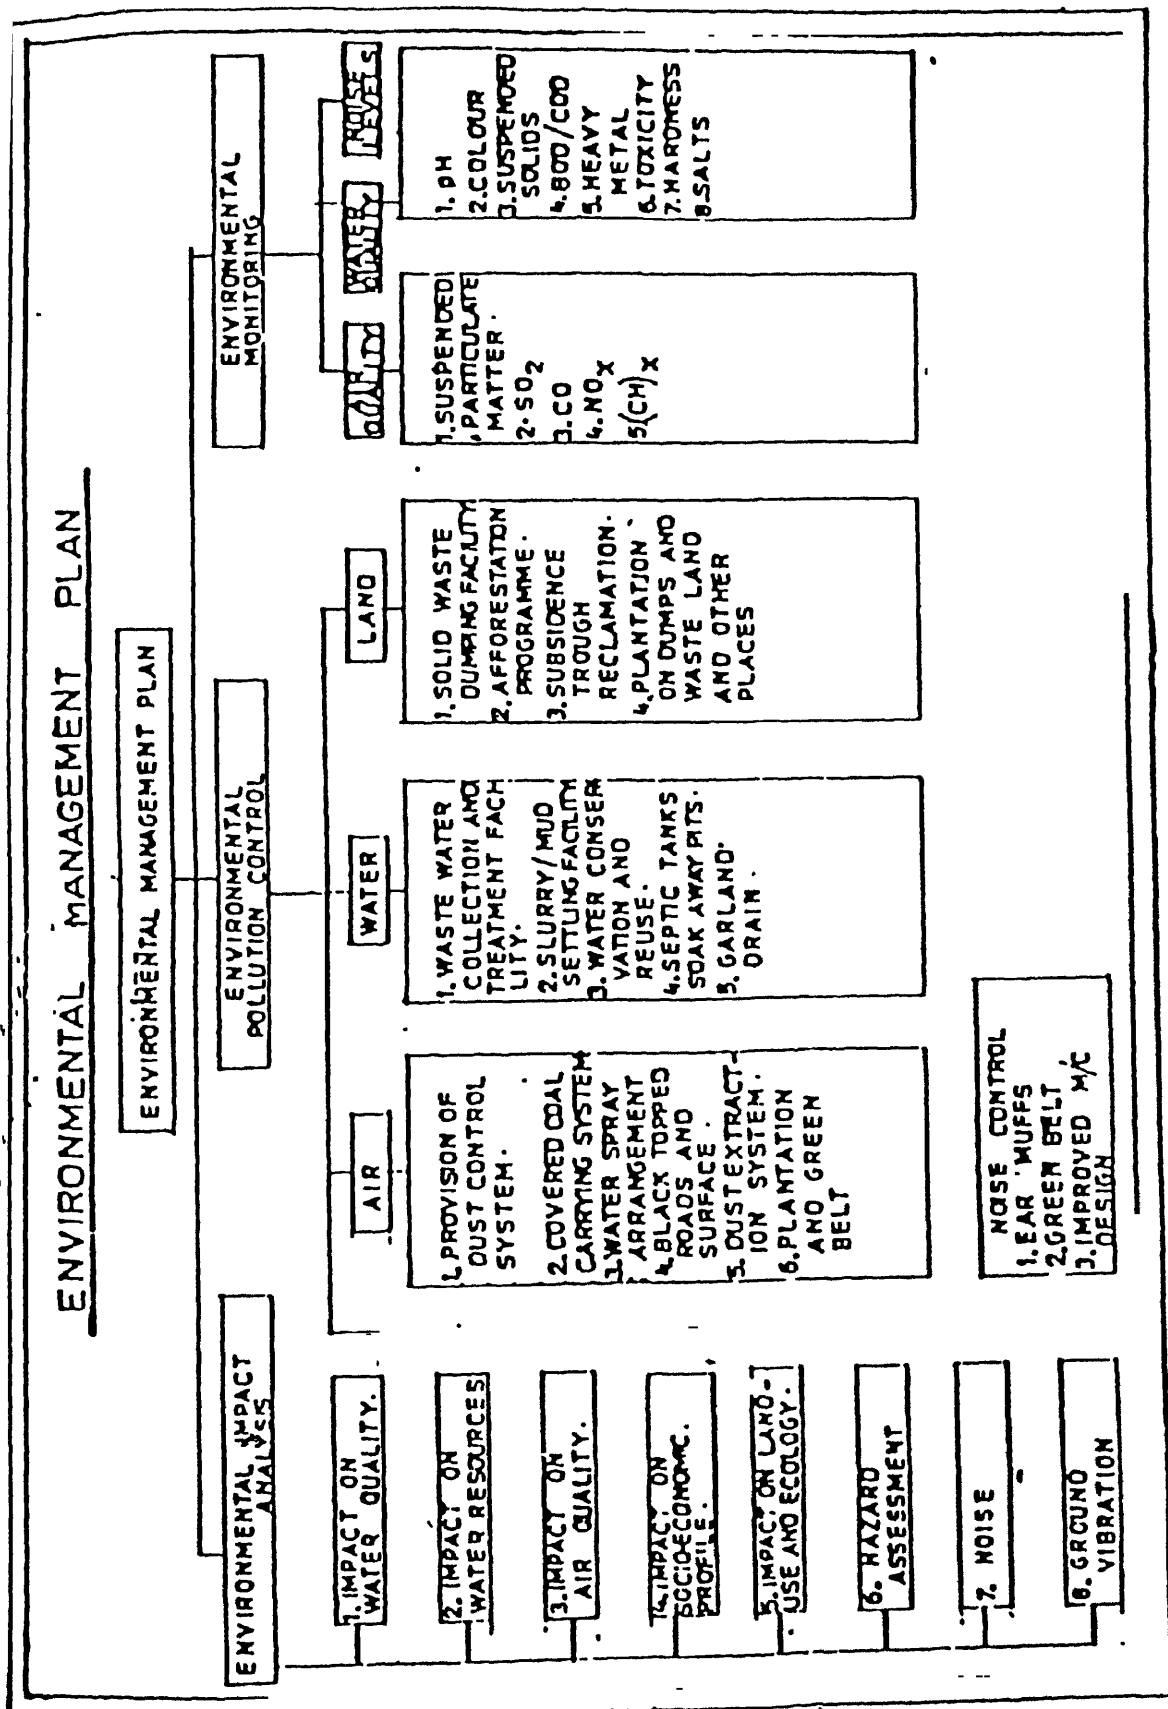 ENVIRONMENTAL MANAGEMENT PLAN
ENVIRONMENTAL MANAGEMENT PLAN
ENVIRONMENTAL IMPACT
ANALYSIS
1. IMPACT ON
WATER QUALITY.
2. IMPACT ON
WATER RESOURCES
3. IMPACT ON
AIR QUALITY.
4. IMPACT ON
SOCIO-ECONOMIC
PROFILE.
5. IMPACT ON LAND-
USE AND ECOLOGY.
6. HAZARD
ASSESSMENT
7. NOISE
8. GROUND
VIBRATION
ENVIRONMENTAL
POLLUTION CONTROL
AIR
1. PROVISION OF
DUST CONTROL
SYSTEM.
2. COVERED COAL
CARRYING SYSTEM
3. WATER SPRAY
ARRANGEMENT
4. BLACK TOPPED
ROADS AND
SURFACE.
5. DUST EXTRACT-
ION SYSTEM.
6. PLANTATION
AND GREEN
BELT
WATER
1. WASTE WATER
COLLECTION AND
TREATMENT FACI
LITY.
2. SLURRY/MUD
SETTLING FACILITY
3. WATER CONSER
VATION AND
REUSE.
4. SEPTIC TANKS
SOAK AWAY PITS.
5. GARLAND
DRAIN.
LAND
1. SOLID WASTE
DUMPING FACILITY
2. AFFORESTATON
PROGRAMME.
3. SUBSIDENCE
TROUGH
RECLAMATION.
4. PLANTATION
ON DUMPS AND
WASTE LAND
AND OTHER
PLACES
NOISE CONTROL
1. EAR MUFFS
2. GREEN BELT
3. IMPROVED M/C
DESIGN
ENVIRONMENTAL
MONITORING
QUALITY
WATER
QUALITY
NOISE
LEVELS
1. SUSPENDED
PARTICULATE
MATTER.
2. SO2
3. CO
4. NOX
5(CH)X
1. pH
2. COLOUR
3. SUSPENDED
SOLIDS
4. BOD/COD
5. HEAVY
METAL
6. TOXICITY
7. HARDNESS
8. SALTS